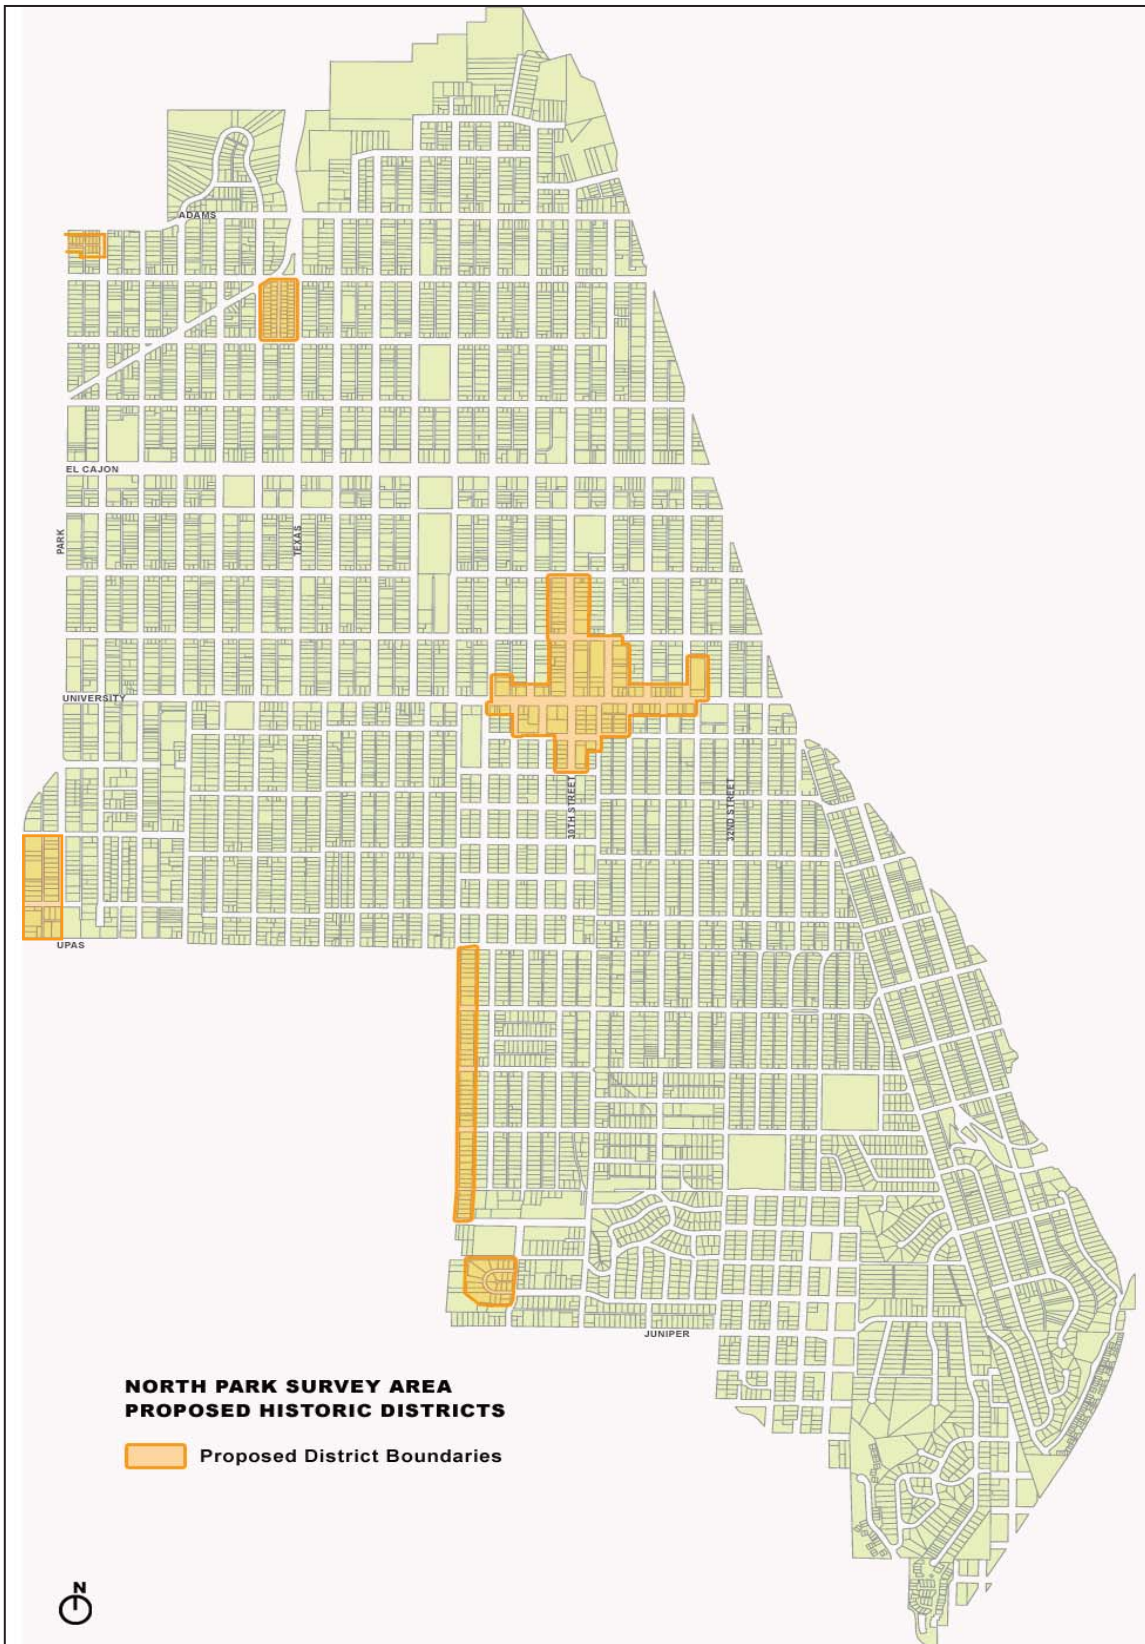 ADAMS
EL CAJON
PARK
TEXAS
UNIVERSITY
30TH STREET
32ND STREET
UPAS
JUNIPER
NORTH PARK SURVEY AREA
PROPOSED HISTORIC DISTRICTS
Proposed District Boundaries
N